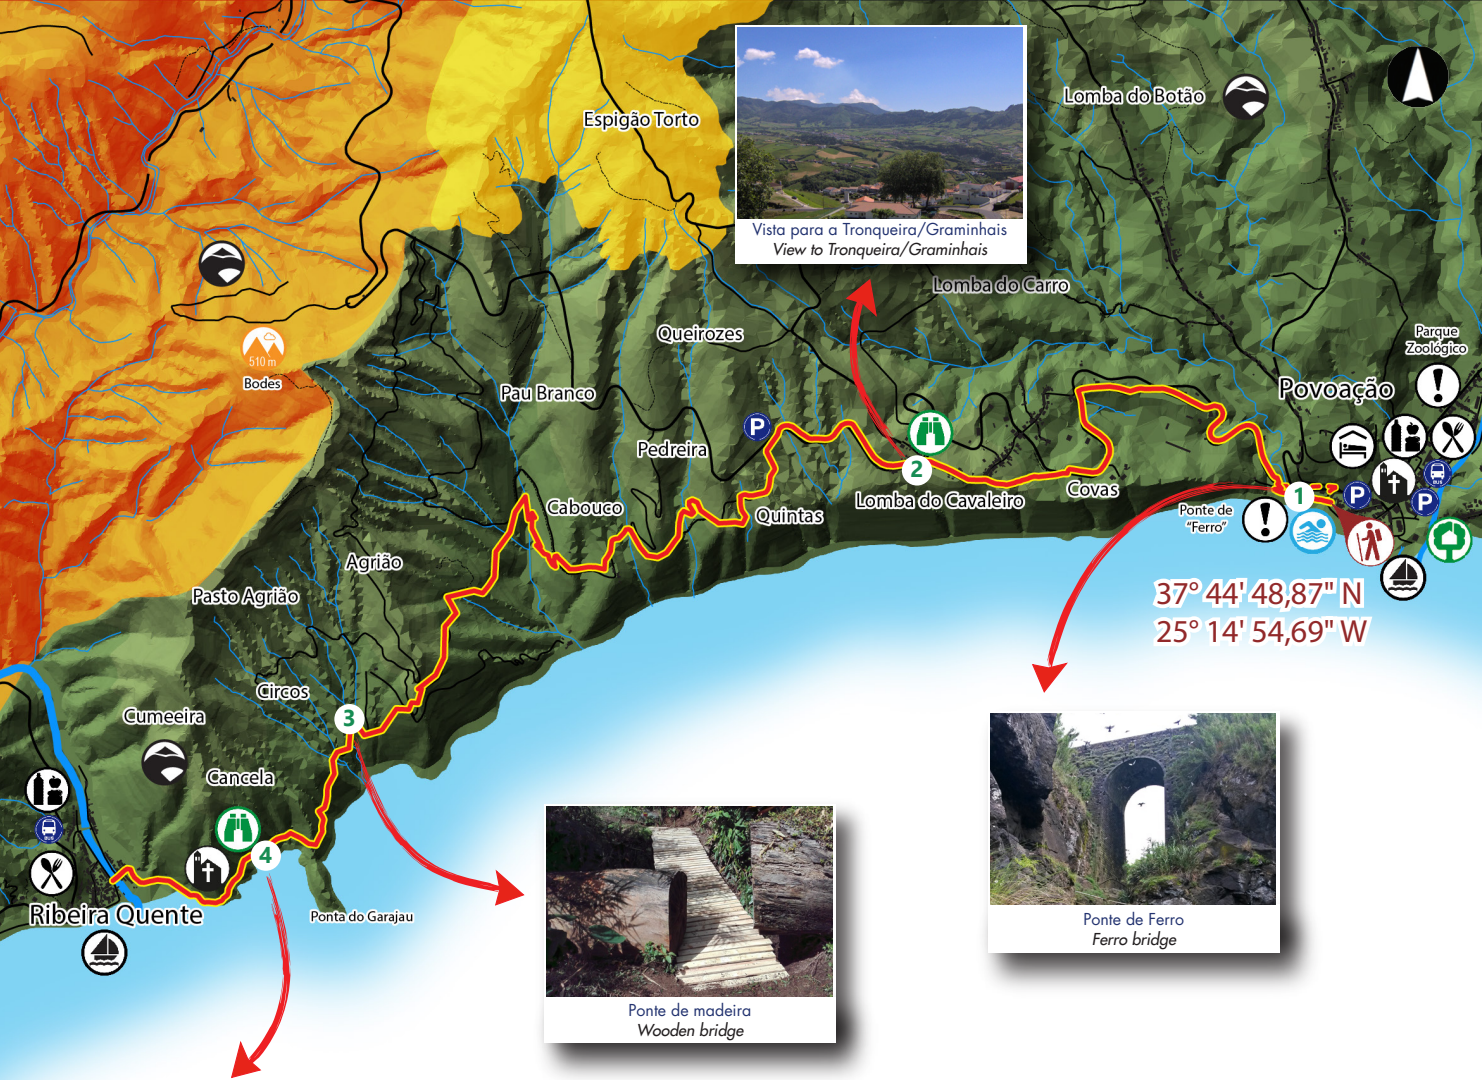 Espigão Torto
Lomba do Botão
Vista para a Tronqueira/Graminhais
View to Tronqueira/Graminhais
Lomba do Carro
Queirozes
Parque
Zoológico
510 m
Bodes
Pau Branco
Povoação
P
Pedreira
2
Lomba do Cavaleiro
Covas
BUS
1
P
P
Cabouco
Quintas
Ponte de
"Ferro"
Agrião
Pasto Agrião
37° 44' 48,87" N
25° 14' 54,69" W
Circos
3
Cumeeira
Cancela
BUS
4
Ribeira Quente
Ponta do Garajau
Ponte de Ferro
Ferro bridge
Ponte de madeira
Wooden bridge